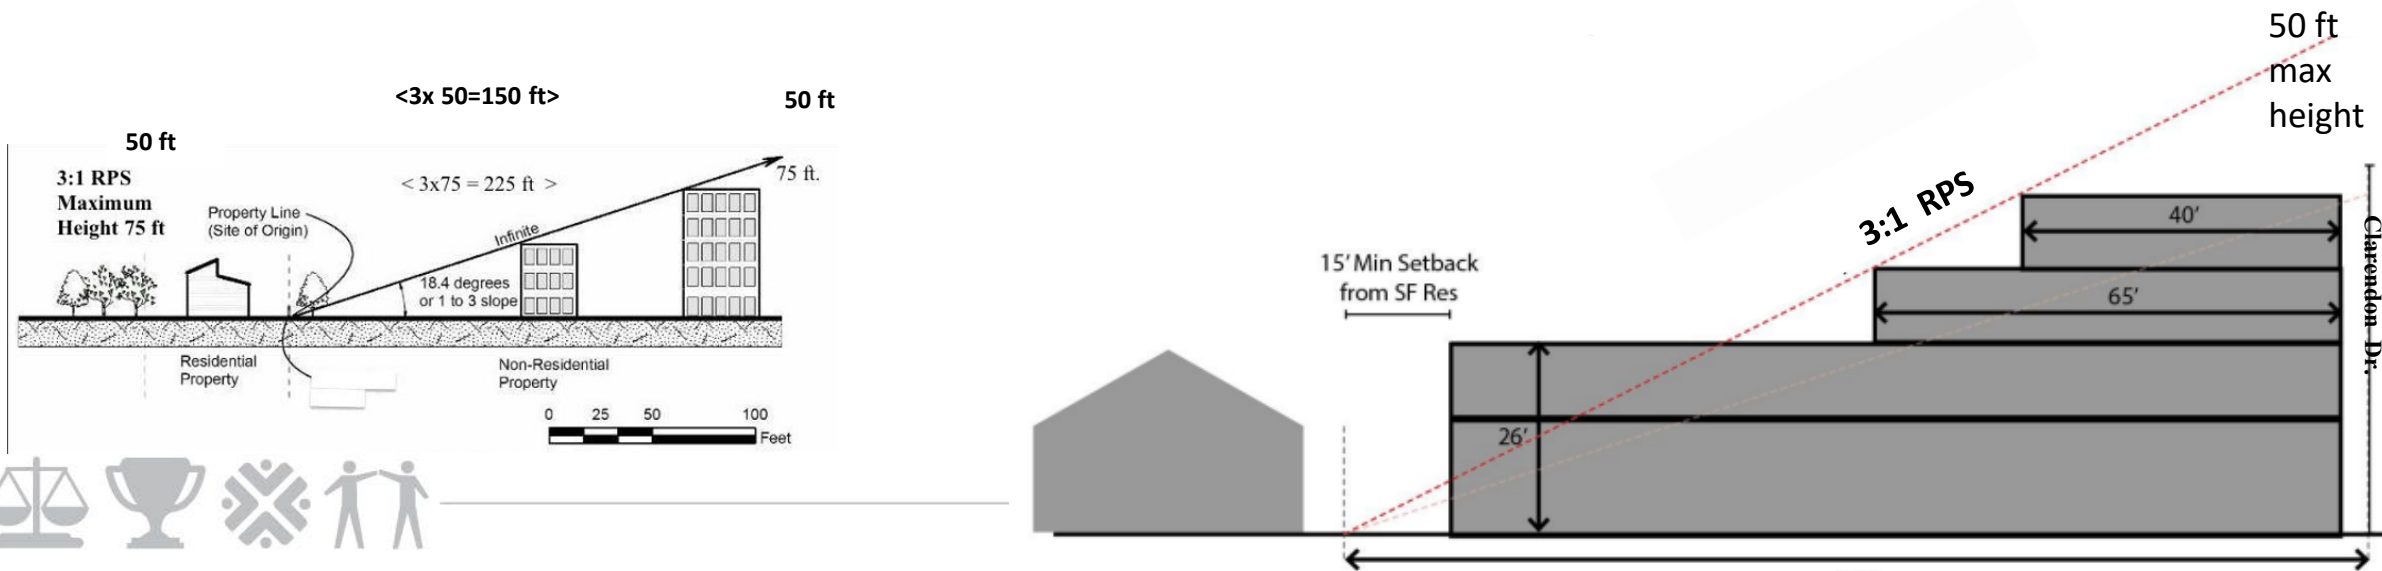 <3x 50=150 ft>
50 ft
50 ft
3:1 RPS
Maximum
Height 75 ft
Property Line
(Site of Origin)
< 3x75 = 225 ft >
75 ft.
Infinite
18.4 degrees
or 1 to 3 slope
Residential
Property
Non-Residential
Property
0 25 50 100
Feet
50 ft
max
height
3:1 RPS
15' Min Setback
from SF Res
40'
65'
26'
Clarendon Dr.